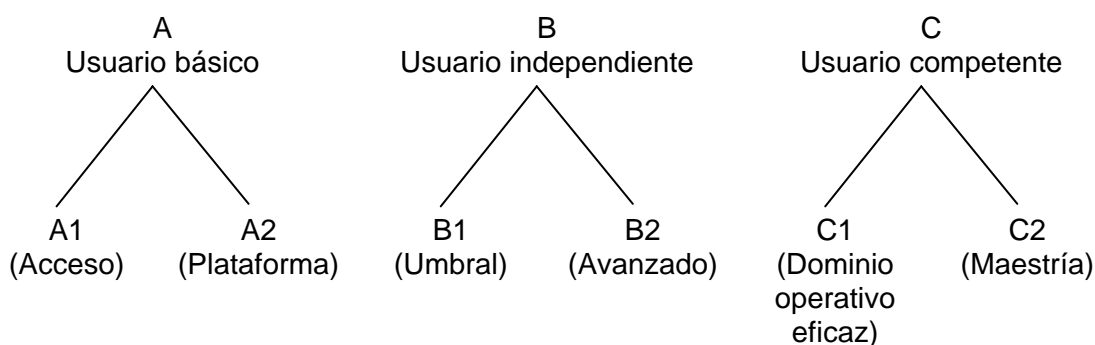 A
Usuario básico
B
Usuario independiente
C
Usuario competente
A1
(Acceso)
A2
(Plataforma)
B1
(Umbral)
B2
(Avanzado)
C1
(Dominio
operativo
eficaz)
C2
(Maestría)